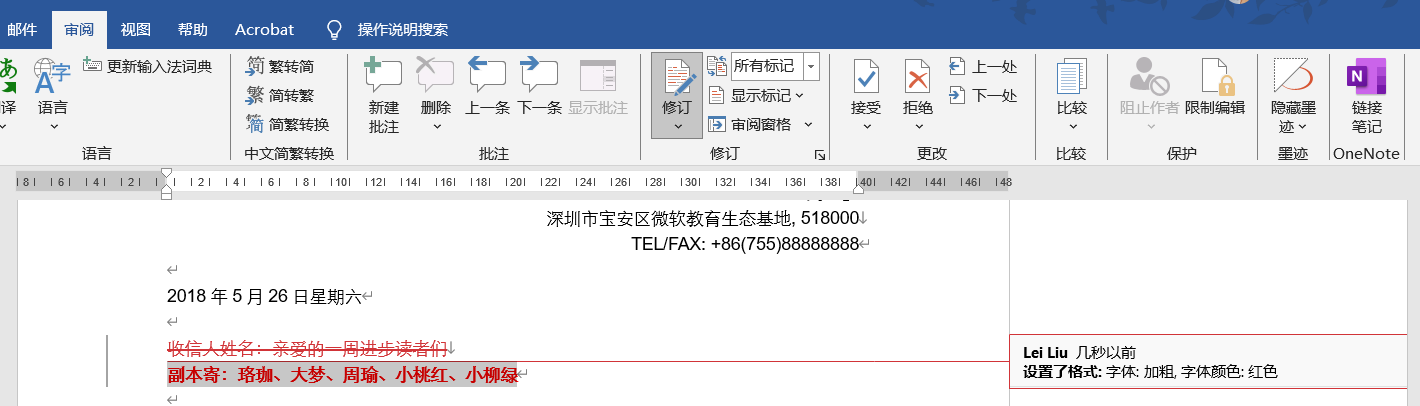 邮件 审阅 视图 帮助 Acrobat 操作说明搜索
译 语言 更新输入法词典
语言
繁转简
简转繁
简繁转换
中文简繁转换
新建批注 删除 上一条 下一条 显示批注
批注
修订 所有标记
显示标记
审阅窗格
修订
接受 拒绝 上一处
下一处
更改
比较
比较
阻止作者 限制编辑
保护
隐藏墨迹
墨迹
链接笔记
OneNote
8 6 4 2 2 4 6 8 10 12 14 16 18 20 22 24 26 28 30 32 34 36 38 40 42 44 46 48
深圳市宝安区微软教育生态基地, 518000
TEL/FAX: +86(755)88888888
2018 年 5 月 26 日星期六
收信人姓名：亲爱的一周进步读者们
副本寄：珞珈、大梦、周瑜、小桃红、小柳绿
Lei Liu 几秒以前
设置了格式: 字体: 加粗, 字体颜色: 红色